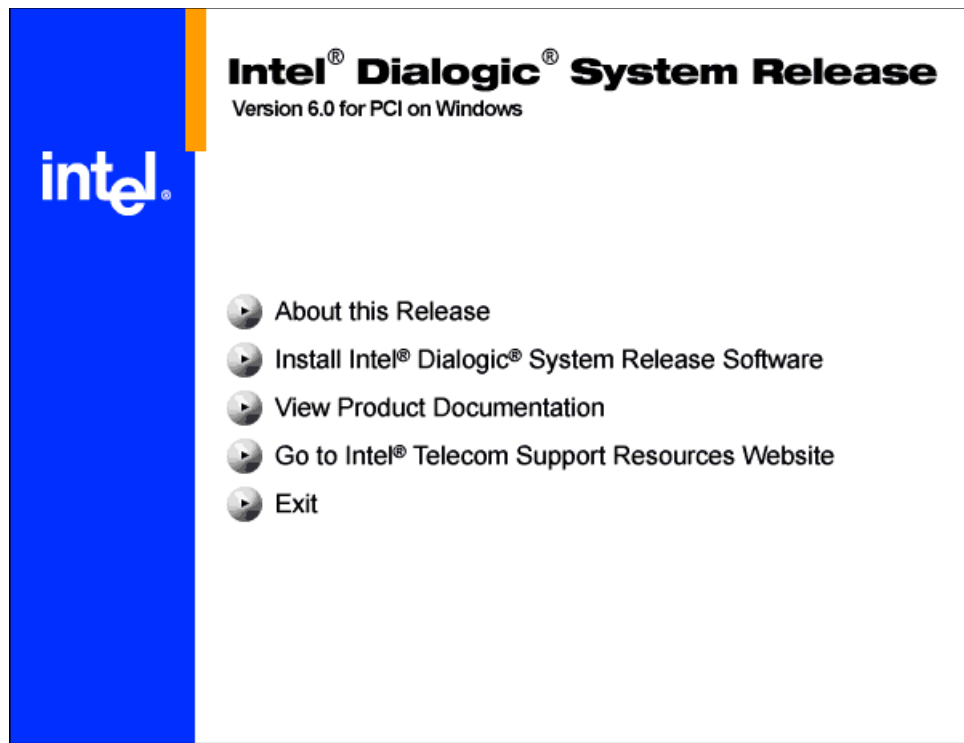 Intel® Dialogic® System Release
Version 6.0 for PCI on Windows
intel®
About this Release
Install Intel® Dialogic® System Release Software
View Product Documentation
Go to Intel® Telecom Support Resources Website
Exit